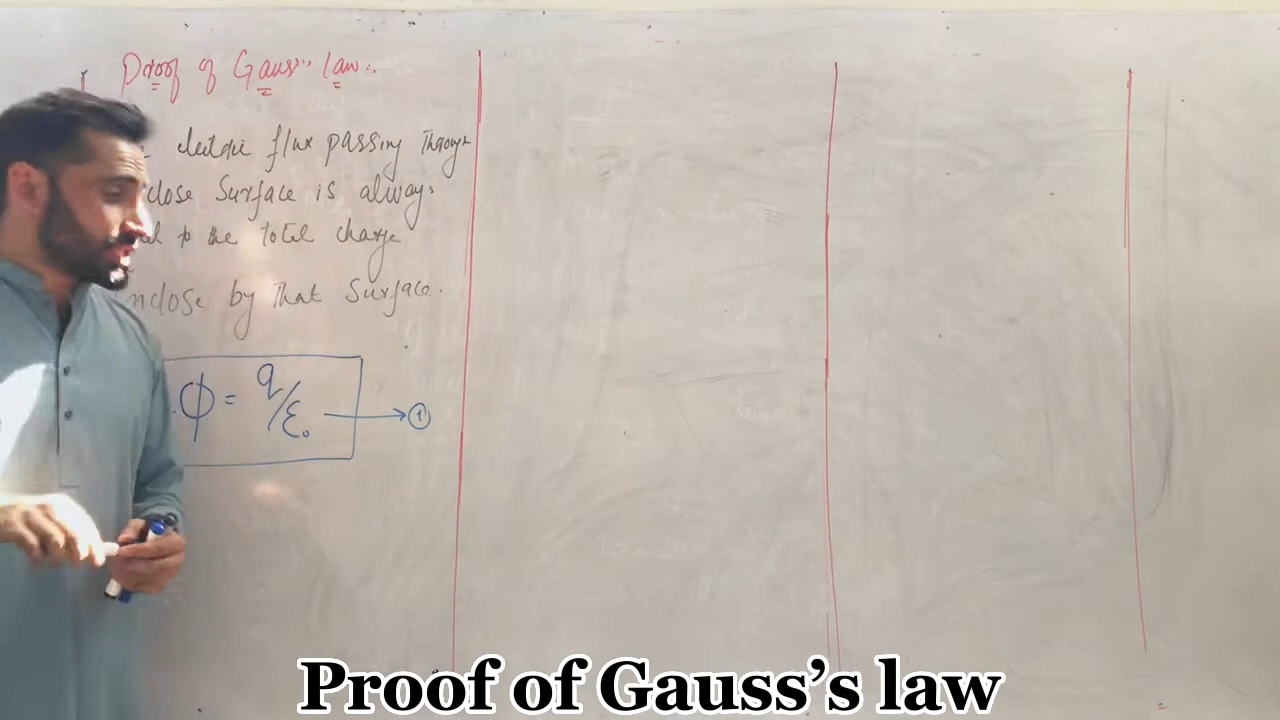 Proof of Gauss's law:.
electric flux passing Through
close Surface is always
to the total charge
nclose by That Surface.
φ = q/ε₀ → ①
Proof of Gauss’s law